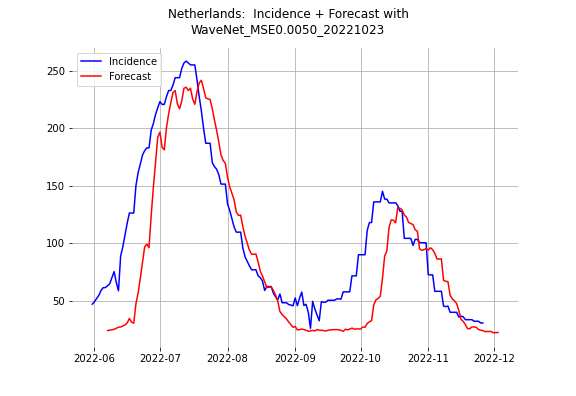 Netherlands:  Incidence + Forecast with
WaveNet_MSE0.0050_20221023
Incidence
Forecast
250
200
150
100
50
2022-06 2022-07 2022-08 2022-09 2022-10 2022-11 2022-12